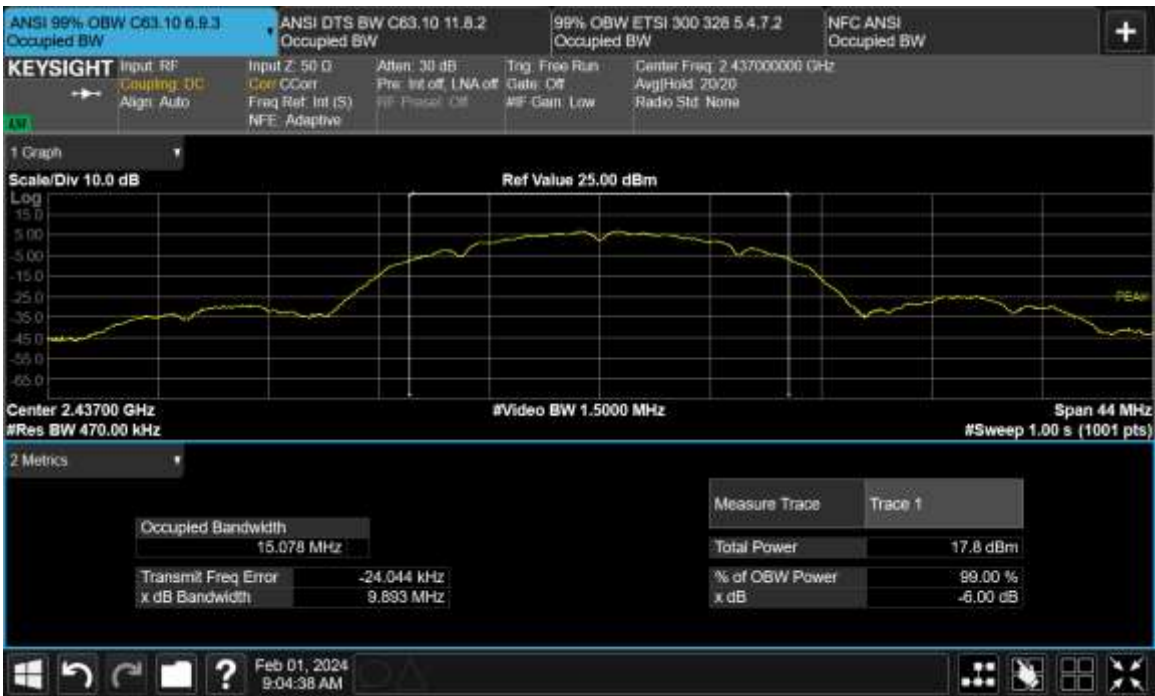 ANSI 99% OBW C63.10 6.9.3
Occupied BW
ANSI DTS BW C63.10 11.8.2
Occupied BW
99% OBW ETSI 300 328 5.4.7.2
Occupied BW
NFC ANSI
Occupied BW
+
KEYSIGHT
Input: RF
Coupling: DC
Align: Auto
Input Z: 50 Ω
Corr CCorr
Freq Ref: Int (S)
NFE: Adaptive
Atten: 30 dB
Pre: Int off, LNA off
RF Presel: Off
Trig: Free Run
Gate: Off
#IF Gain: Low
Center Freq: 2.437000000 GHz
Avg|Hold: 20/20
Radio Std: None
1 Graph
Scale/Div 10.0 dB
Ref Value 25.00 dBm
Log
15.0
5.00
-5.00
-15.0
-25.0
-35.0
-45.0
-55.0
-65.0
PEAK
Center 2.43700 GHz
#Video BW 1.5000 MHz
Span 44 MHz
#Res BW 470.00 kHz
#Sweep 1.00 s (1001 pts)
2 Metrics
Measure Trace Trace 1
Occupied Bandwidth
15.078 MHz
Total Power 17.8 dBm
Transmit Freq Error -24.044 kHz
% of OBW Power 99.00 %
x dB Bandwidth 9.893 MHz
x dB -6.00 dB
?
Feb 01, 2024
9:04:38 AM